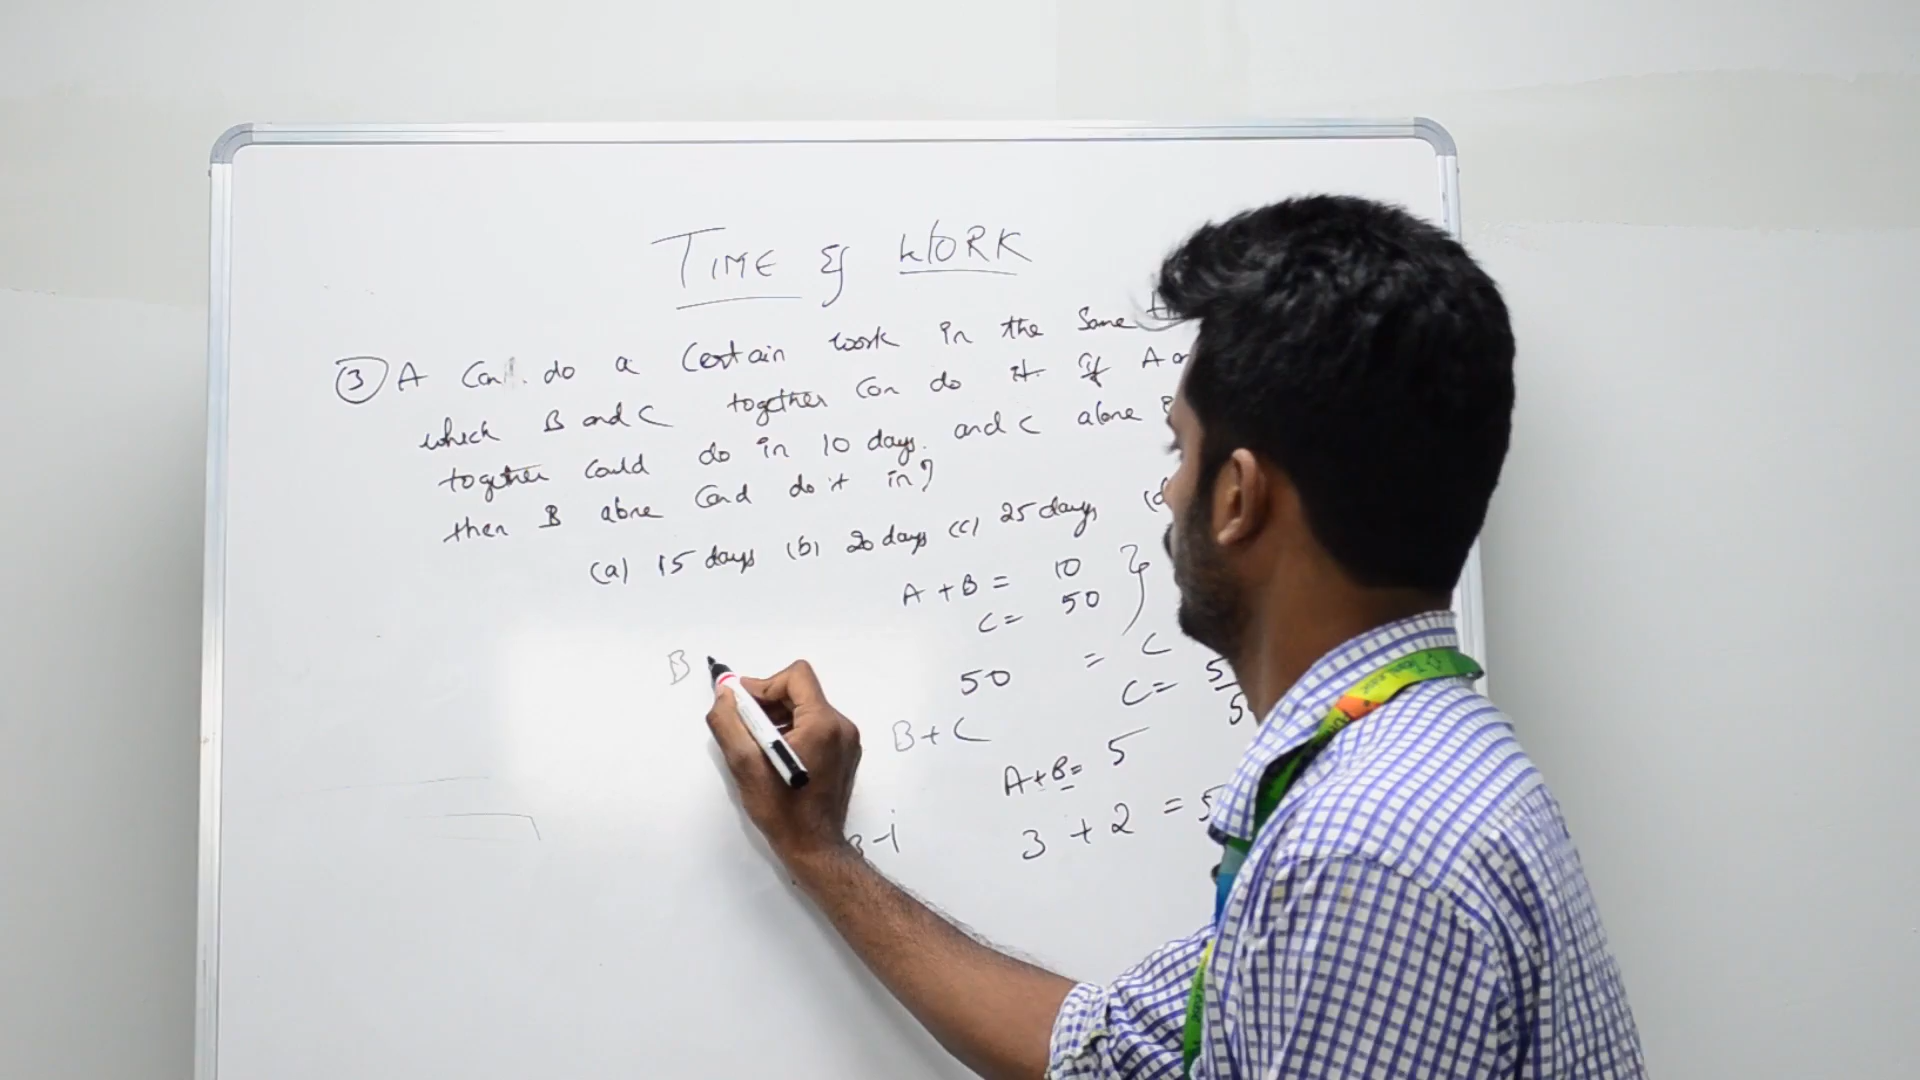 TIME & WORK
③ A Can do a Certain work in the Same
which B and C together Can do it. If A
together Could do in 10 days. and C alone
then B alone Could do it in?
(a) 15 days (b) 20 days (c) 25 days (d
A + B = 10
C = 50
50 = C
C = 5
B + C
A + B = 5
3 + 2 = 5
B